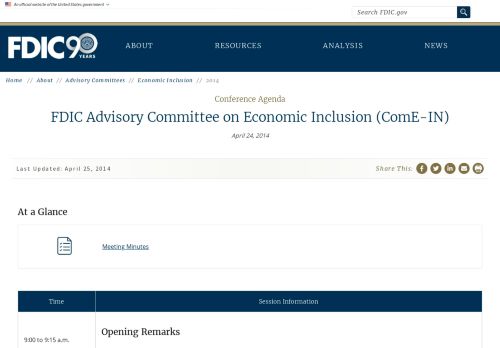 An official website of the United States government
Search FDIC.gov
FDIC 90 YEARS
ABOUT RESOURCES ANALYSIS NEWS
Home // About // Advisory Committees // Economic Inclusion // 2014
Conference Agenda
FDIC Advisory Committee on Economic Inclusion (ComE-IN)
April 24, 2014
Last Updated: April 25, 2014 Share This:
At a Glance
Meeting Minutes
Time Session Information
Opening Remarks
9:00 to 9:15 a.m.